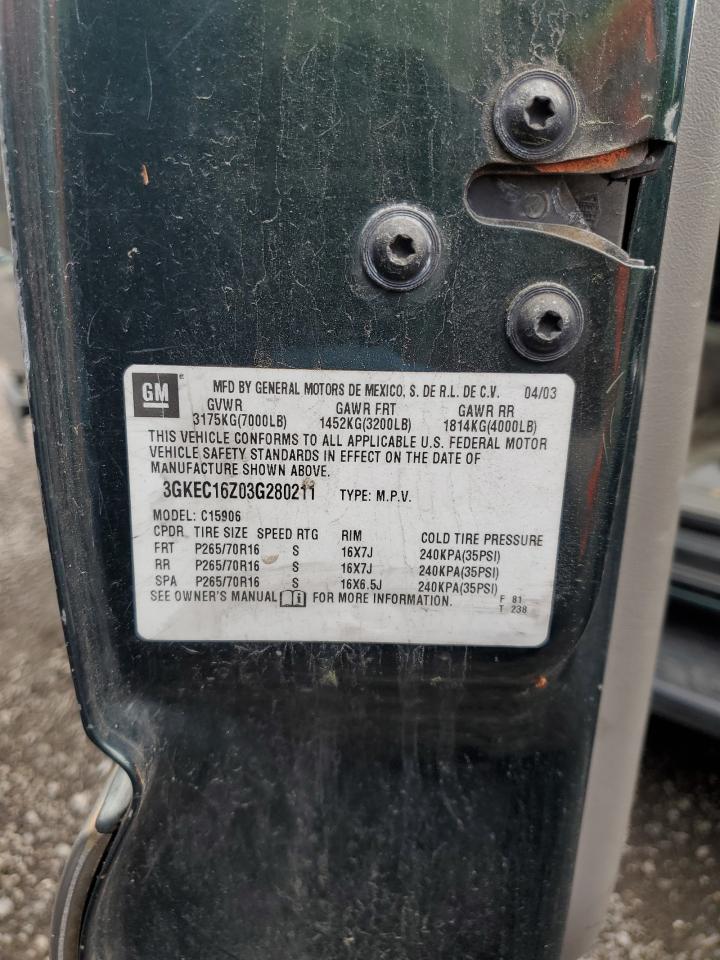 GM ® MFD BY GENERAL MOTORS DE MEXICO, S. DE R.L. DE C.V. 04/03
GVWR GAWR FRT GAWR RR
3175KG(7000LB) 1452KG(3200LB) 1814KG(4000LB)
THIS VEHICLE CONFORMS TO ALL APPLICABLE U.S. FEDERAL MOTOR
VEHICLE SAFETY STANDARDS IN EFFECT ON THE DATE OF
MANUFACTURE SHOWN ABOVE.
3GKEC16Z03G280211 TYPE: M.P.V.
MODEL: C15906
CPDR TIRE SIZE SPEED RTG RIM COLD TIRE PRESSURE
FRT P265/70R16 S 16X7J 240KPA(35PSI)
RR P265/70R16 S 16X7J 240KPA(35PSI)
SPA P265/70R16 S 16X6.5J 240KPA(35PSI)
SEE OWNER'S MANUAL FOR MORE INFORMATION. F 81
T 238